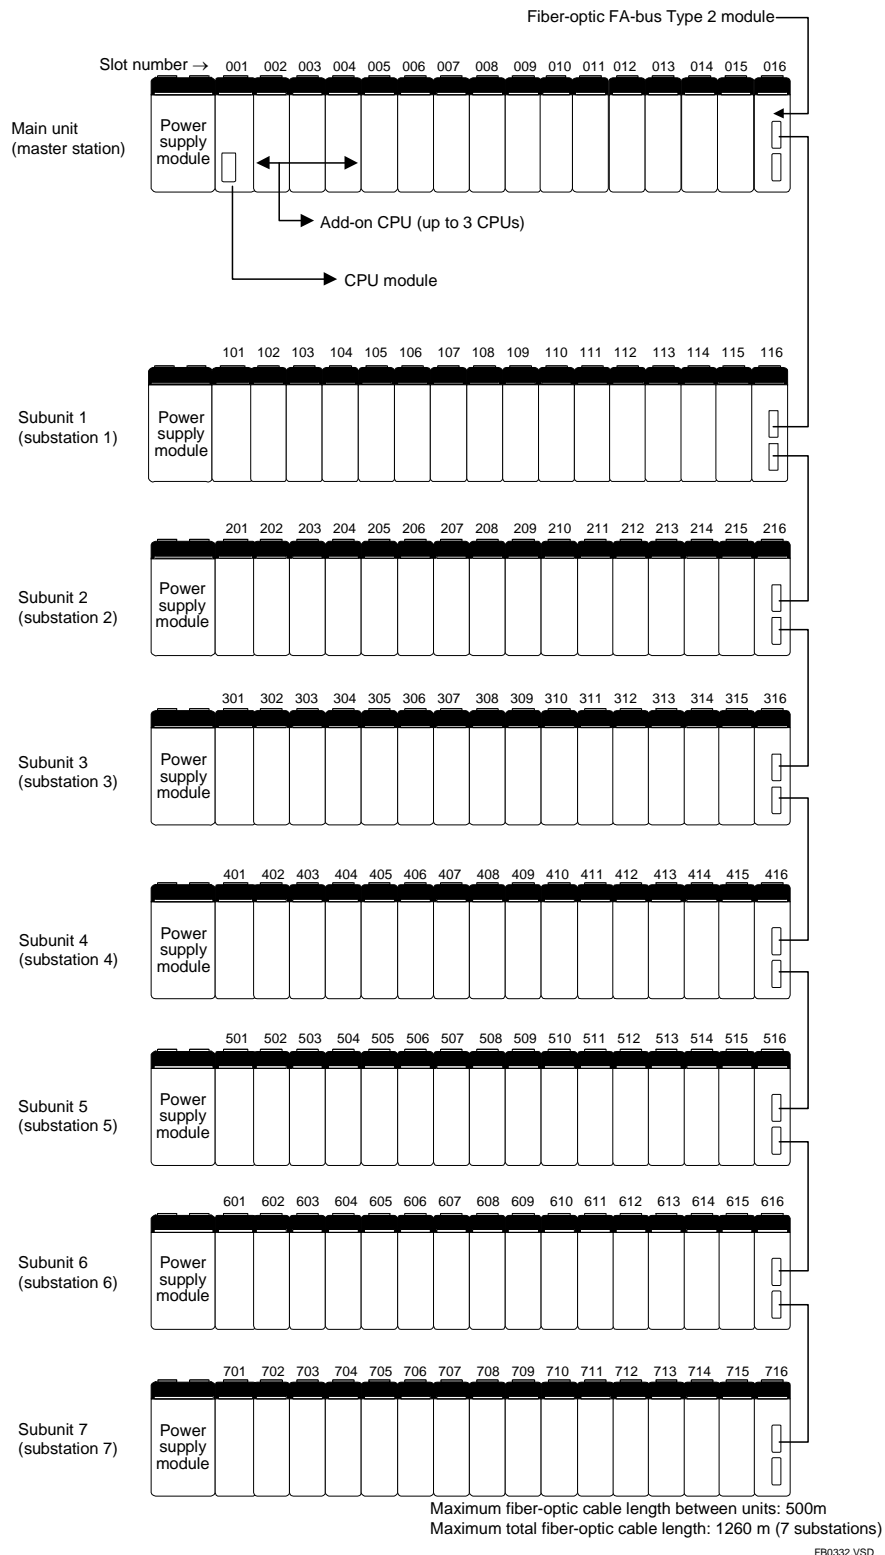 Fiber-optic FA-bus Type 2 module
Slot number → 001 002 003 004 005 006 007 008 009 010 011 012 013 014 015 016
Main unit
(master station)
Power
supply
module
Add-on CPU (up to 3 CPUs)
CPU module
101 102 103 104 105 106 107 108 109 110 111 112 113 114 115 116
Subunit 1
(substation 1)
Power
supply
module
201 202 203 204 205 206 207 208 209 210 211 212 213 214 215 216
Subunit 2
(substation 2)
Power
supply
module
301 302 303 304 305 306 307 308 309 310 311 312 313 314 315 316
Subunit 3
(substation 3)
Power
supply
module
401 402 403 404 405 406 407 408 409 410 411 412 413 414 415 416
Subunit 4
(substation 4)
Power
supply
module
501 502 503 504 505 506 507 508 509 510 511 512 513 514 515 516
Subunit 5
(substation 5)
Power
supply
module
601 602 603 604 605 606 607 608 609 610 611 612 613 614 615 616
Subunit 6
(substation 6)
Power
supply
module
701 702 703 704 705 706 707 708 709 710 711 712 713 714 715 716
Subunit 7
(substation 7)
Power
supply
module
Maximum fiber-optic cable length between units: 500m
Maximum total fiber-optic cable length: 1260 m (7 substations)
FB0332.VSD